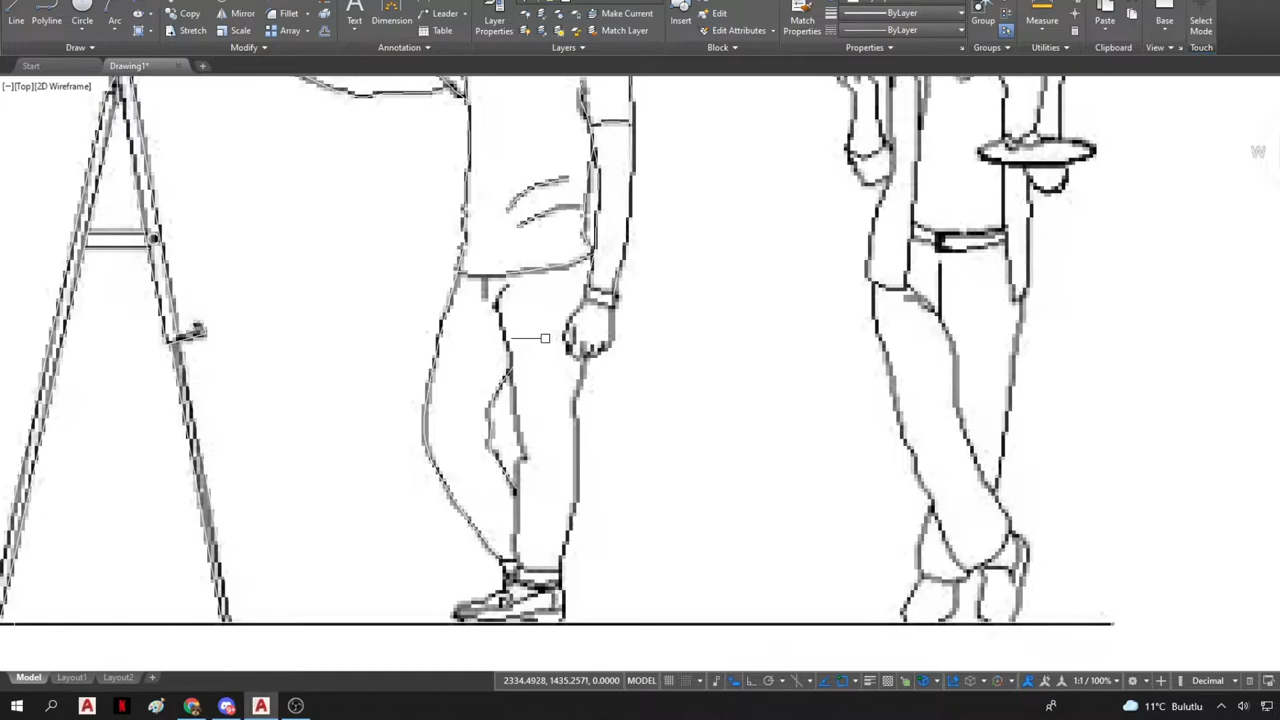 Line Polyline Circle Arc Copy Mirror Fillet Text Dimension Leader Layer Properties Make Current Insert Edit Match Properties ByLayer Group Measure Paste Base Select Mode
Stretch Scale Array Table Match Layer Edit Attributes ByLayer
Draw Modify Annotation Layers Block Properties Groups Utilities Clipboard View Touch
Start Drawing1* +
[−][Top][2D Wireframe]
W
Model Layout1 Layout2 + 2334.4928, 1435.2571, 0.0000 MODEL 1:1 / 100% Decimal
11°C Bulutlu